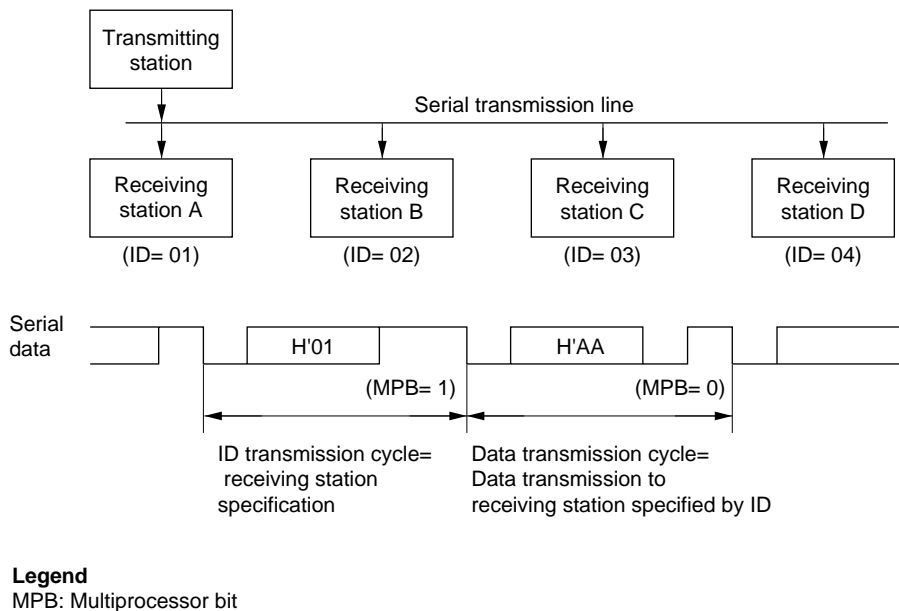 Transmitting
station
Serial transmission line
Receiving
station A
Receiving
station B
Receiving
station C
Receiving
station D
(ID= 01)
(ID= 02)
(ID= 03)
(ID= 04)
Serial
data
H'01
H'AA
(MPB= 1)
(MPB= 0)
ID transmission cycle=
receiving station
specification
Data transmission cycle=
Data transmission to
receiving station specified by ID
Legend
MPB: Multiprocessor bit